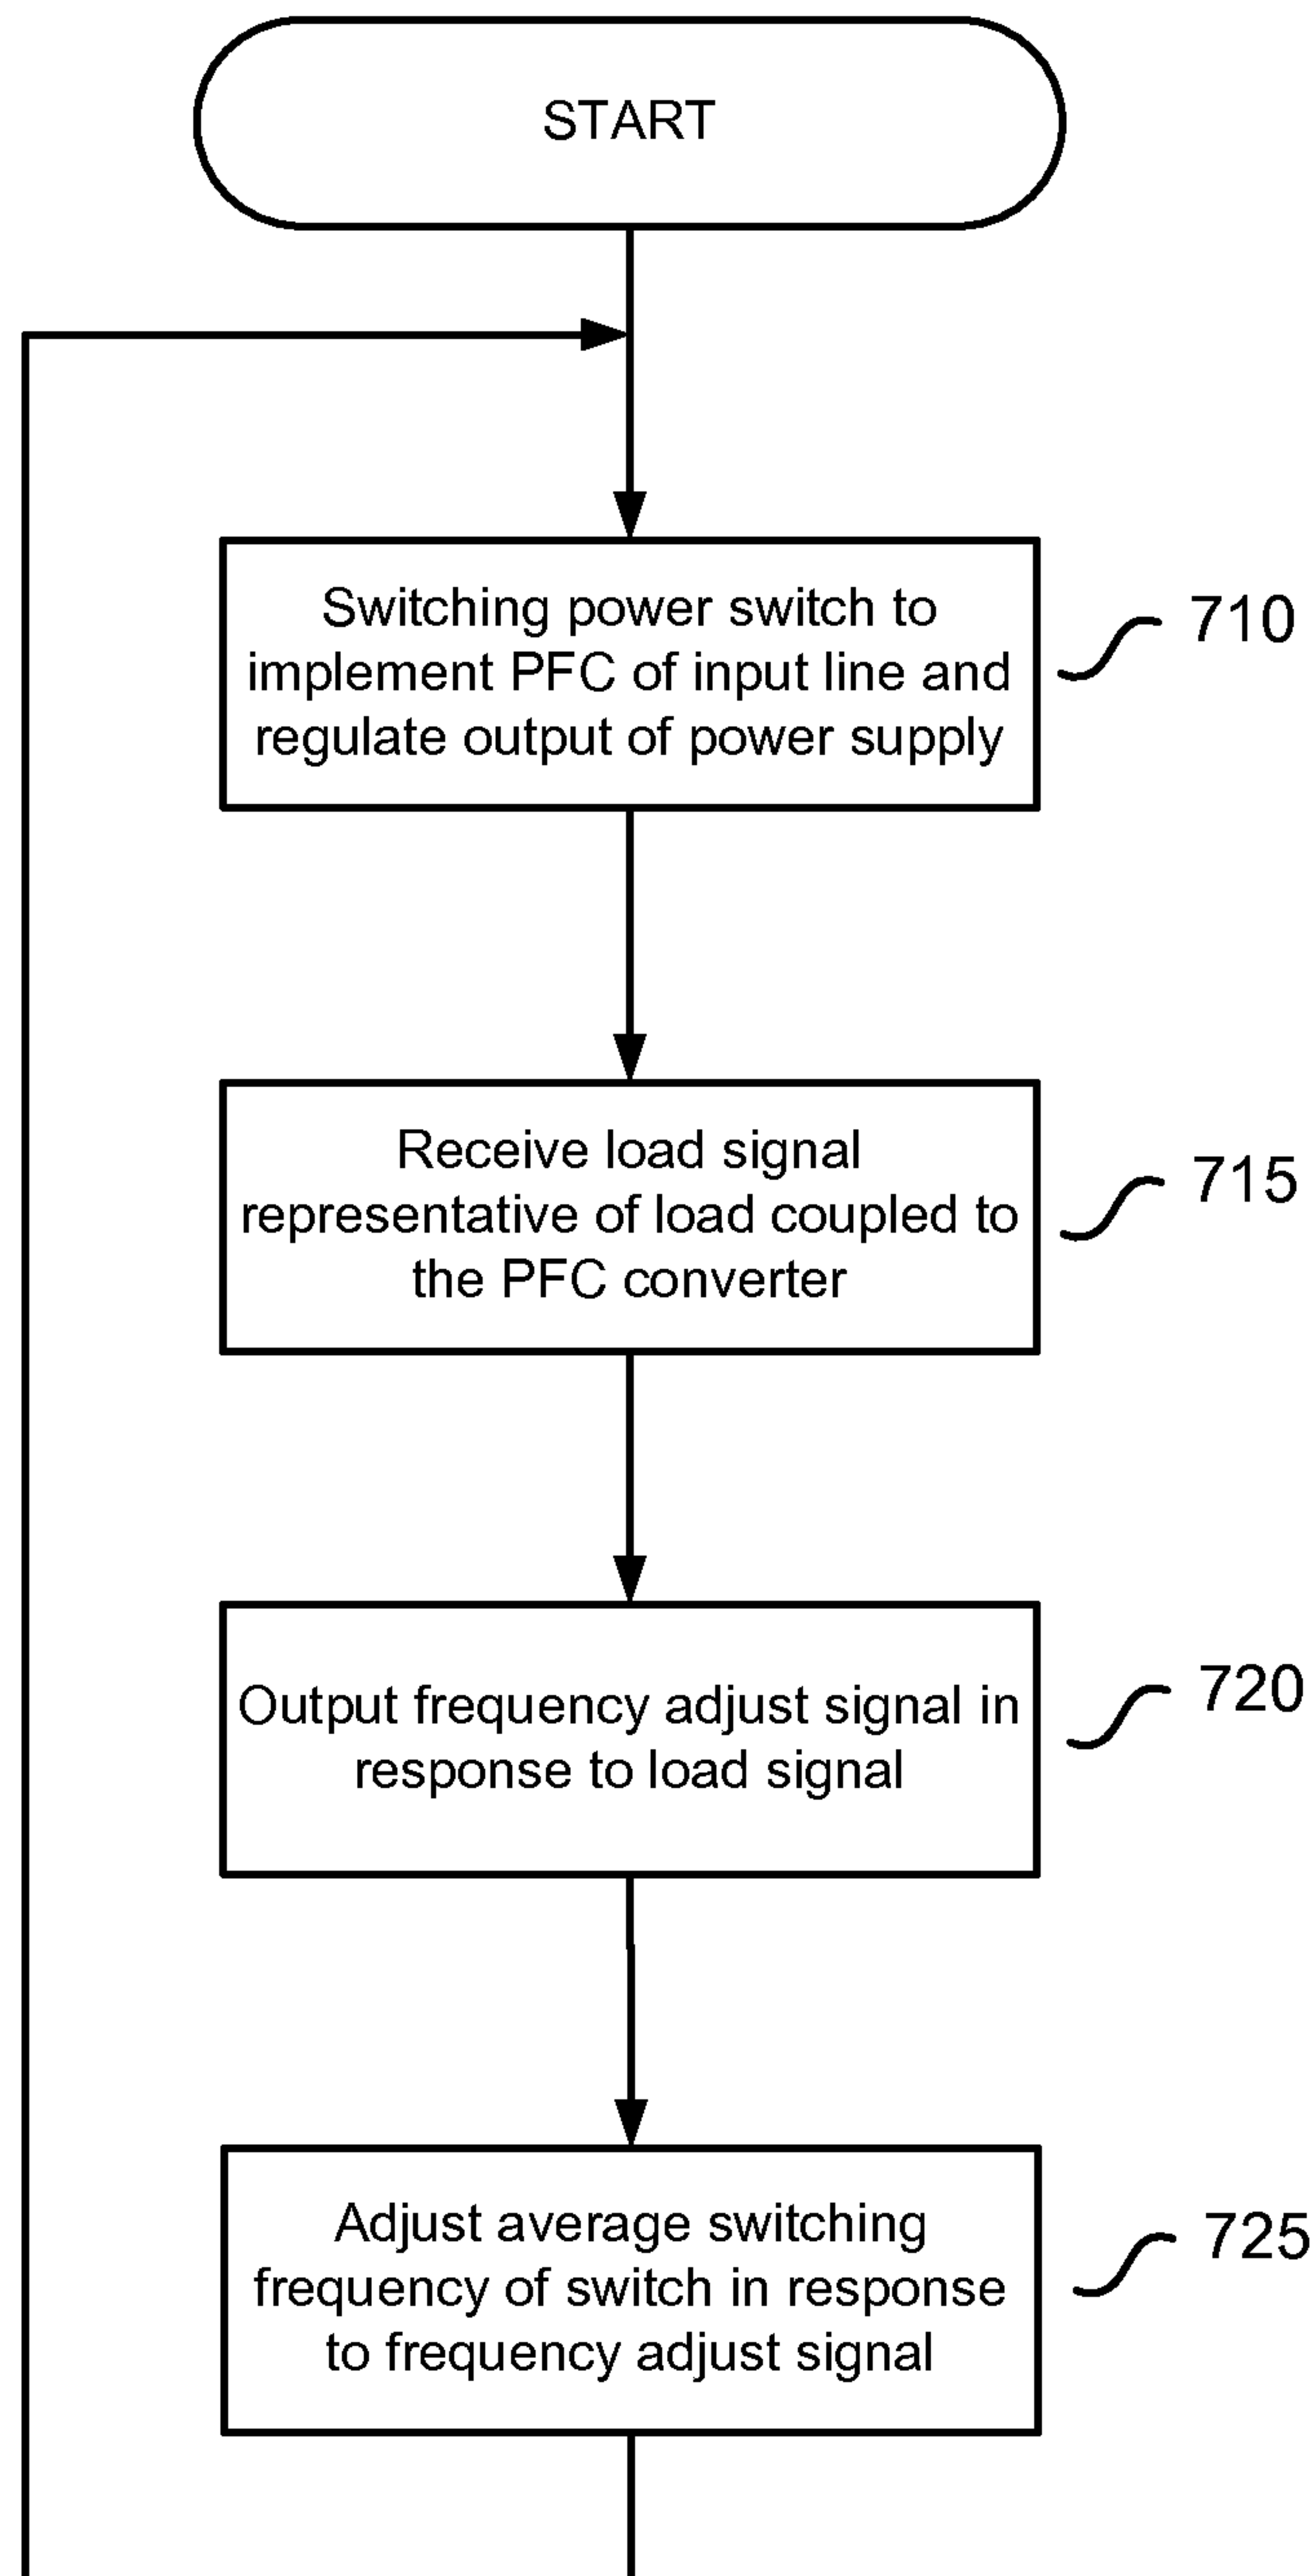 START
Switching power switch to
implement PFC of input line and
regulate output of power supply
710
Receive load signal
representative of load coupled to
the PFC converter
715
Output frequency adjust signal in
response to load signal
720
Adjust average switching
frequency of switch in response
to frequency adjust signal
725